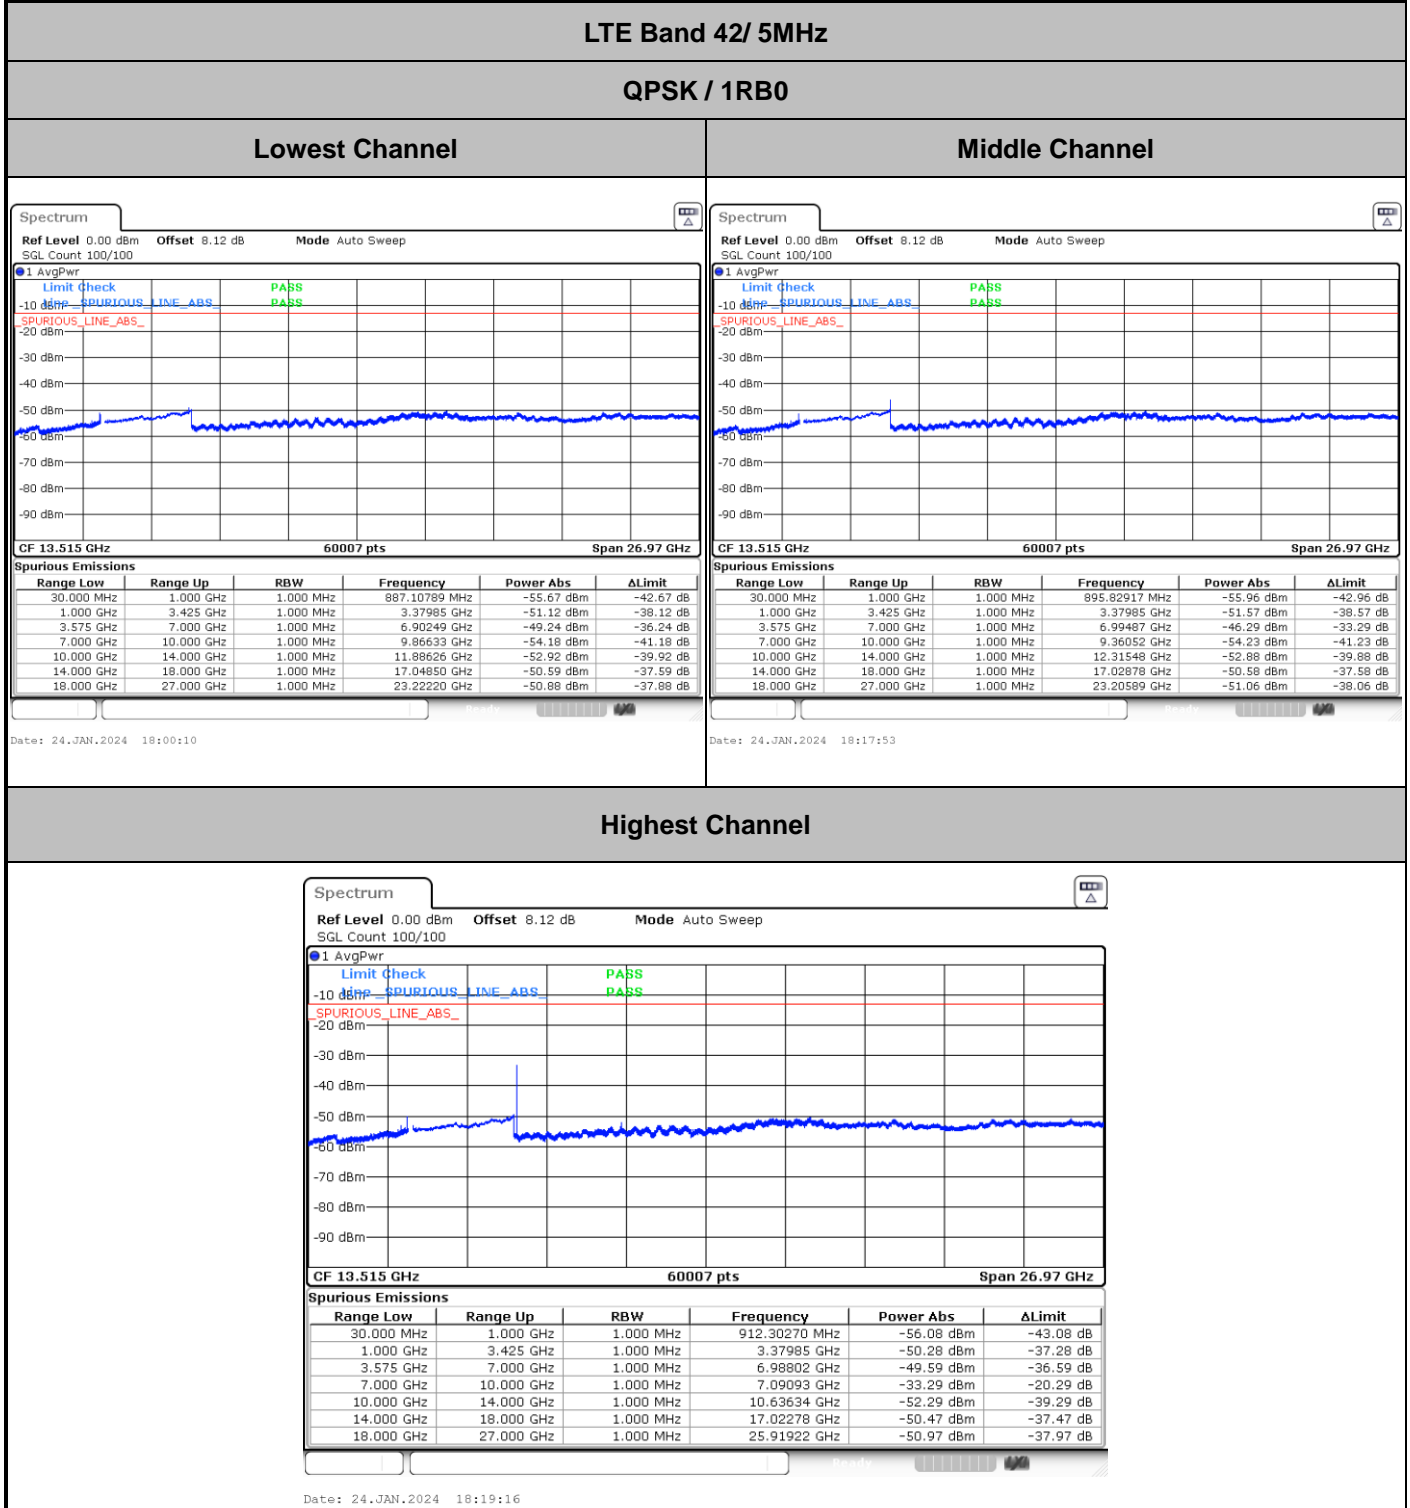 LTE Band 42/ 5MHz
QPSK / 1RB0
Lowest Channel
Spectrum
Ref Level 0.00 dBm Offset 8.12 dB Mode Auto Sweep
SGL Count 100/100
1 AvgPwr
Limit Check PASS
Line _SPURIOUS_LINE_ABS_ PASS
-10 dBm
_SPURIOUS_LINE_ABS_
-20 dBm
-30 dBm
-40 dBm
-50 dBm
-60 dBm
-70 dBm
-80 dBm
-90 dBm
CF 13.515 GHz 60007 pts Span 26.97 GHz
Spurious Emissions
Range Low Range Up RBW Frequency Power Abs ΔLimit
30.000 MHz 1.000 GHz 1.000 MHz 887.10789 MHz -55.67 dBm -42.67 dB
1.000 GHz 3.425 GHz 1.000 MHz 3.37985 GHz -51.12 dBm -38.12 dB
3.575 GHz 7.000 GHz 1.000 MHz 6.90249 GHz -49.24 dBm -36.24 dB
7.000 GHz 10.000 GHz 1.000 MHz 9.86633 GHz -54.18 dBm -41.18 dB
10.000 GHz 14.000 GHz 1.000 MHz 11.88626 GHz -52.92 dBm -39.92 dB
14.000 GHz 18.000 GHz 1.000 MHz 17.04850 GHz -50.59 dBm -37.59 dB
18.000 GHz 27.000 GHz 1.000 MHz 23.22220 GHz -50.88 dBm -37.88 dB
Ready
Date: 24.JAN.2024 18:00:10
Middle Channel
Spectrum
Ref Level 0.00 dBm Offset 8.12 dB Mode Auto Sweep
SGL Count 100/100
1 AvgPwr
Limit Check PASS
Line _SPURIOUS_LINE_ABS_ PASS
-10 dBm
_SPURIOUS_LINE_ABS_
-20 dBm
-30 dBm
-40 dBm
-50 dBm
-60 dBm
-70 dBm
-80 dBm
-90 dBm
CF 13.515 GHz 60007 pts Span 26.97 GHz
Spurious Emissions
Range Low Range Up RBW Frequency Power Abs ΔLimit
30.000 MHz 1.000 GHz 1.000 MHz 895.82917 MHz -55.96 dBm -42.96 dB
1.000 GHz 3.425 GHz 1.000 MHz 3.37985 GHz -51.57 dBm -38.57 dB
3.575 GHz 7.000 GHz 1.000 MHz 6.99487 GHz -46.29 dBm -33.29 dB
7.000 GHz 10.000 GHz 1.000 MHz 9.36052 GHz -54.23 dBm -41.23 dB
10.000 GHz 14.000 GHz 1.000 MHz 12.31548 GHz -52.88 dBm -39.88 dB
14.000 GHz 18.000 GHz 1.000 MHz 17.02878 GHz -50.58 dBm -37.58 dB
18.000 GHz 27.000 GHz 1.000 MHz 23.20589 GHz -51.06 dBm -38.06 dB
Ready
Date: 24.JAN.2024 18:17:53
Highest Channel
Spectrum
Ref Level 0.00 dBm Offset 8.12 dB Mode Auto Sweep
SGL Count 100/100
1 AvgPwr
Limit Check PASS
Line _SPURIOUS_LINE_ABS_ PASS
-10 dBm
_SPURIOUS_LINE_ABS_
-20 dBm
-30 dBm
-40 dBm
-50 dBm
-60 dBm
-70 dBm
-80 dBm
-90 dBm
CF 13.515 GHz 60007 pts Span 26.97 GHz
Spurious Emissions
Range Low Range Up RBW Frequency Power Abs ΔLimit
30.000 MHz 1.000 GHz 1.000 MHz 912.30270 MHz -56.08 dBm -43.08 dB
1.000 GHz 3.425 GHz 1.000 MHz 3.37985 GHz -50.28 dBm -37.28 dB
3.575 GHz 7.000 GHz 1.000 MHz 6.98802 GHz -49.59 dBm -36.59 dB
7.000 GHz 10.000 GHz 1.000 MHz 7.09093 GHz -33.29 dBm -20.29 dB
10.000 GHz 14.000 GHz 1.000 MHz 10.63634 GHz -52.29 dBm -39.29 dB
14.000 GHz 18.000 GHz 1.000 MHz 17.02278 GHz -50.47 dBm -37.47 dB
18.000 GHz 27.000 GHz 1.000 MHz 25.91922 GHz -50.97 dBm -37.97 dB
Ready
Date: 24.JAN.2024 18:19:16